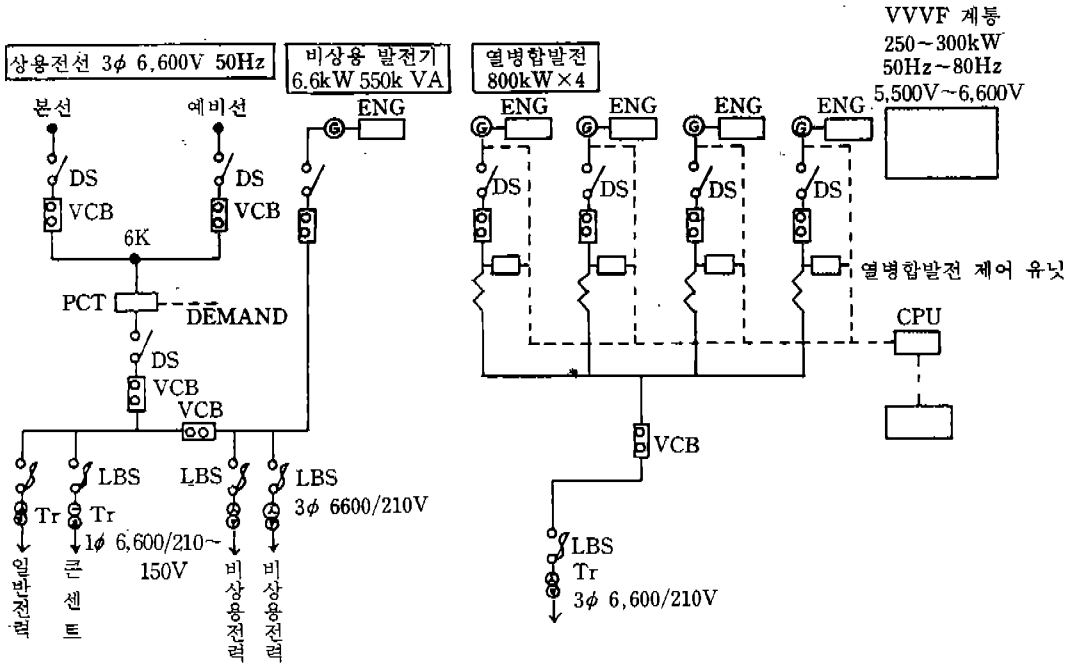 VVVF 계통
250~300kW
50Hz~80Hz
5,500V~6,600V
상용전선 3ϕ 6,600V 50Hz
비상용 발전기
6.6kW 550k VA
열병합발전
800kW×4
본선
예비선
ENG
ENG
ENG
ENG
ENG
G
G
G
G
G
DS
DS
DS
DS
DS
DS
VCB
VCB
6K
PCT
DEMAND
열병합발전 제어 유닛
CPU
DS
VCB
VCB
VCB
LBS
LBS
LBS
3ϕ 6600/210V
Tr
Tr
1ϕ 6,600/210~
150V
LBS
Tr
3ϕ 6,600/210V
일반전력
콘센트
비상용전력
비상용전력